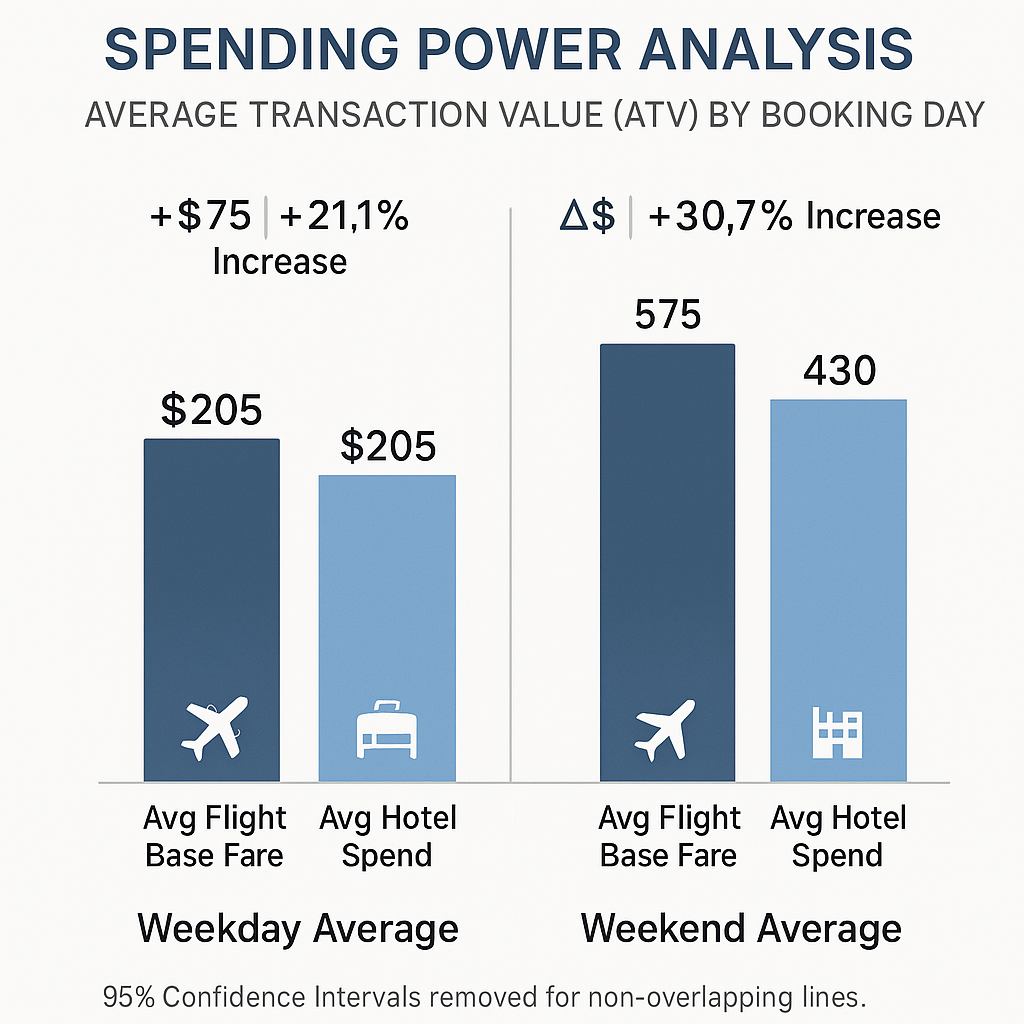 SPENDING POWER ANALYSIS
AVERAGE TRANSACTION VALUE (ATV) BY BOOKING DAY
+$75 | +21,1%
Increase
Δ$ | +30,7% Increase
$205
$205
575
430
Avg Flight
Base Fare
Avg Hotel
Spend
Avg Flight
Base Fare
Avg Hotel
Spend
Weekday Average
Weekend Average
95% Confidence Intervals removed for non-overlapping lines.